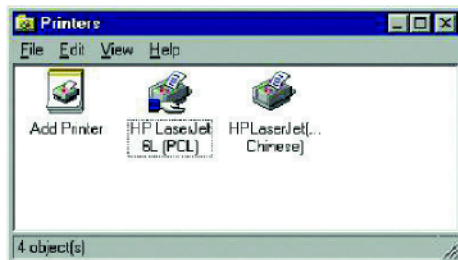 Printers
File Edit View Help
Add Printer HP LaserJet HPLaserJet(...
6L (PCL) Chinese)
4 object(s)